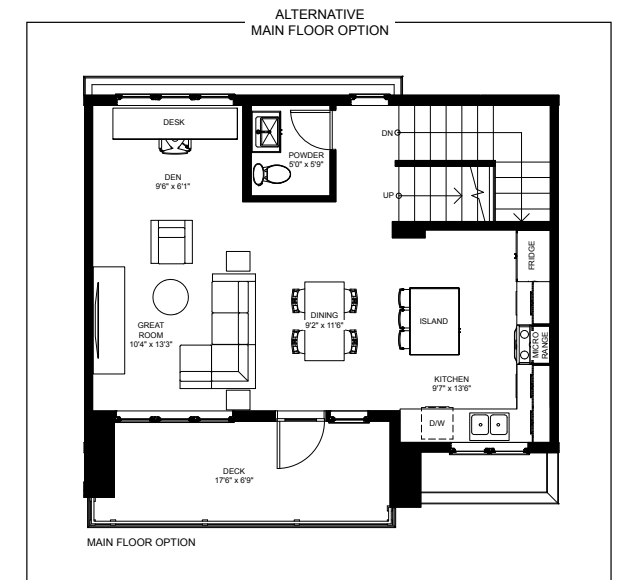 ALTERNATIVE
MAIN FLOOR OPTION
DESK
DN
POWDER
5'0" x 5'9"
DEN
9'6" x 6'1"
UP
FRIDGE
DINING
9'2" x 11'6"
ISLAND
GREAT
ROOM
10'4" x 13'3"
MICRO
RANGE
KITCHEN
9'7" x 13'6"
D/W
DECK
17'6" x 6'9"
MAIN FLOOR OPTION